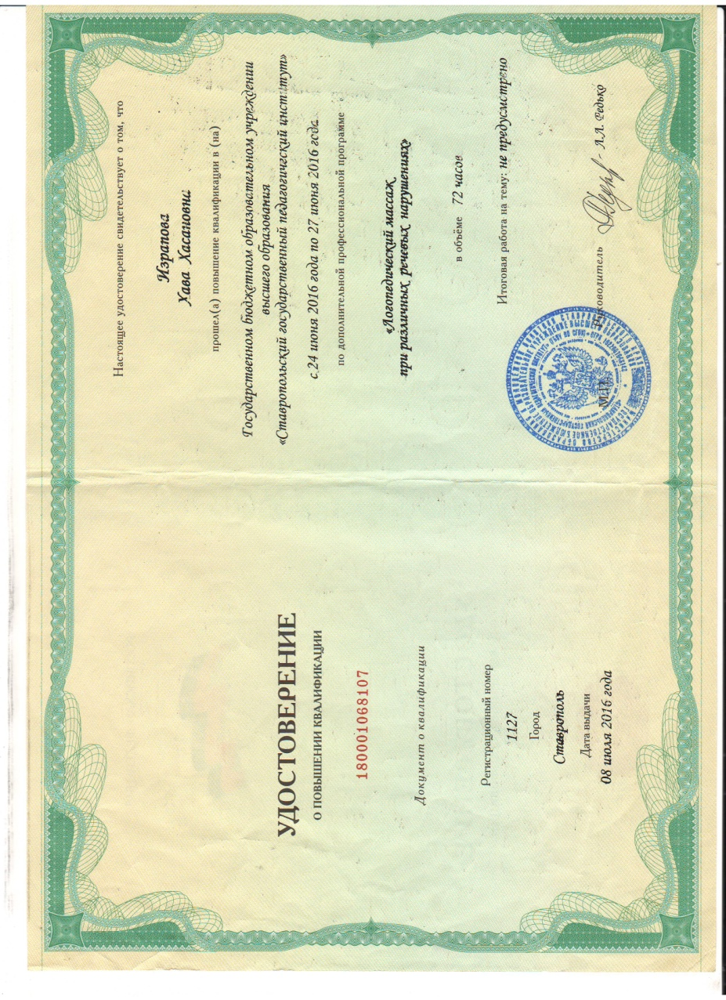 УДОСТОВЕРЕНИЕ
О ПОВЫШЕНИИ КВАЛИФИКАЦИИ
180001068107
Документ о квалификации
Регистрационный номер
1127
Город
Ставрополь
Дата выдачи
08 июля 2016 года
Настоящее удостоверение свидетельствует о том, что
Израпова
Хава Хасановна
прошел(а) повышение квалификации в (на)
Государственном бюджетном образовательном учреждении
высшего образования
«Ставропольский государственный педагогический институт»
с 24 июня 2016 года по 27 июня 2016 года
по дополнительной профессиональной программе
«Логопедический массаж
при различных речевых нарушениях»
в объёме 72 часов
Итоговая работа на тему: не предусмотрено
Руководитель Л.Л. Редько
М.П.